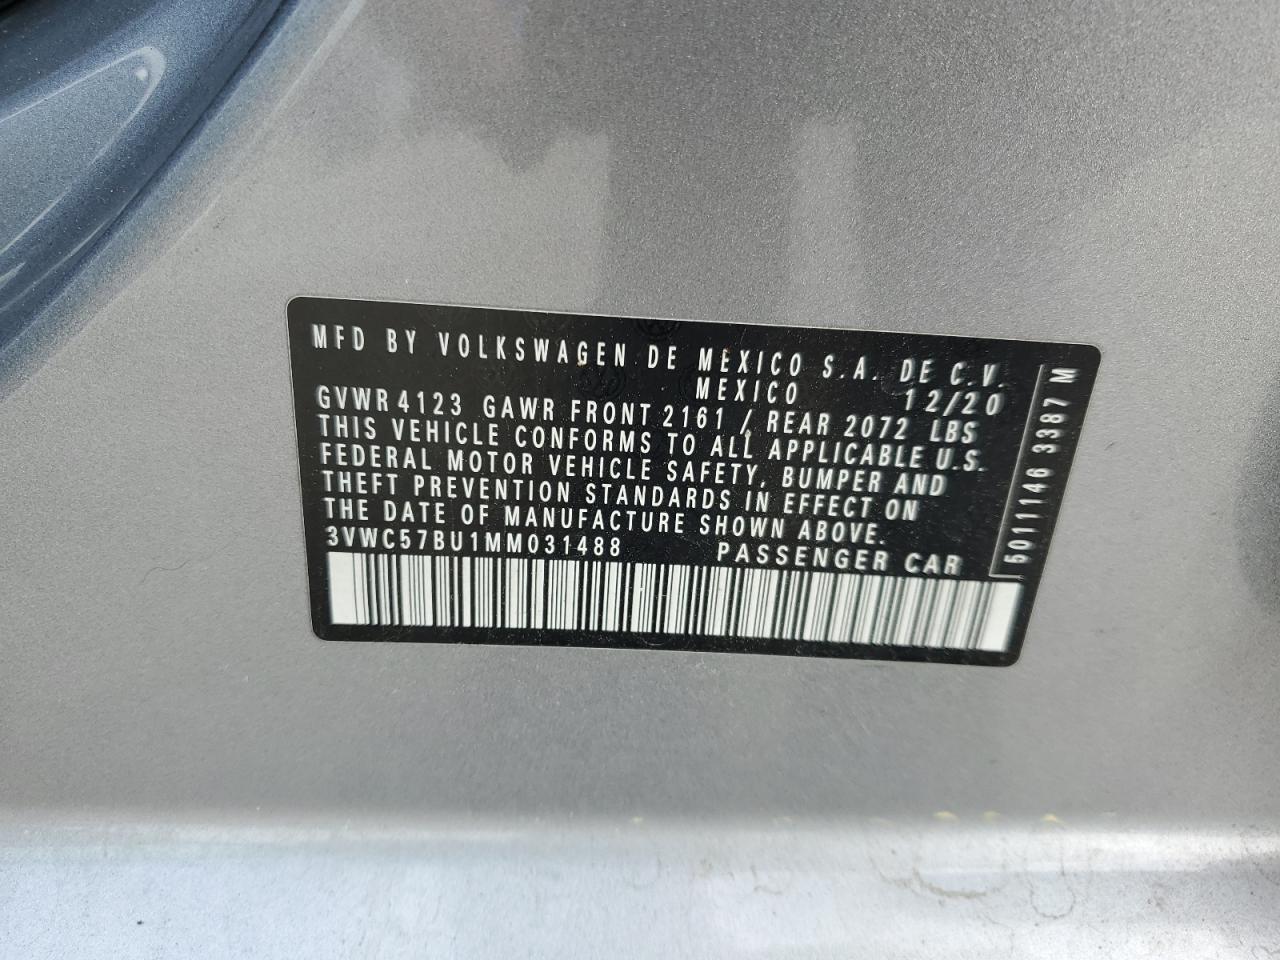 MFD BY VOLKSWAGEN DE MEXICO S.A. DE C.V.
MEXICO 12/20
GVWR 4123 GAWR FRONT 2161 / REAR 2072 LBS
THIS VEHICLE CONFORMS TO ALL APPLICABLE U.S.
FEDERAL MOTOR VEHICLE SAFETY, BUMPER AND
THEFT PREVENTION STANDARDS IN EFFECT ON
THE DATE OF MANUFACTURE SHOWN ABOVE.
3VWC57BU1MM031488 PASSENGER CAR
5011146 3387 M